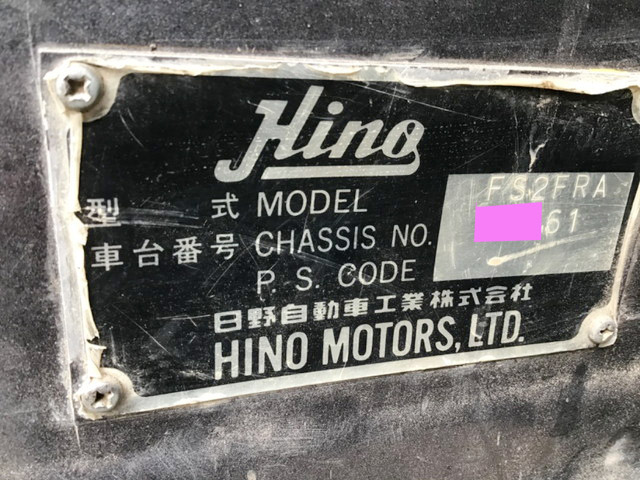 Hino
型式 MODEL FS2FRA
車台番号 CHASSIS NO. 61
P. S. CODE
日野自動車工業株式会社
HINO MOTORS, LTD.